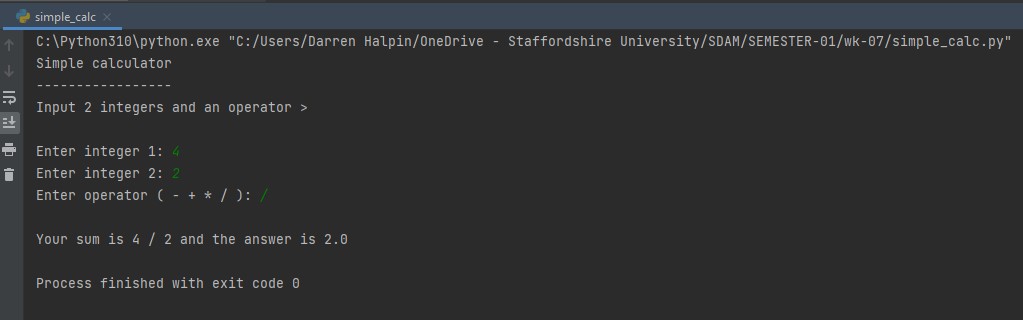 simple_calc
C:\Python310\python.exe "C:/Users/Darren Halpin/OneDrive - Staffordshire University/SDAM/SEMESTER-01/wk-07/simple_calc.py"
Simple calculator
-----------------
Input 2 integers and an operator >
Enter integer 1: 4
Enter integer 2: 2
Enter operator ( - + * / ): /
Your sum is 4 / 2 and the answer is 2.0
Process finished with exit code 0